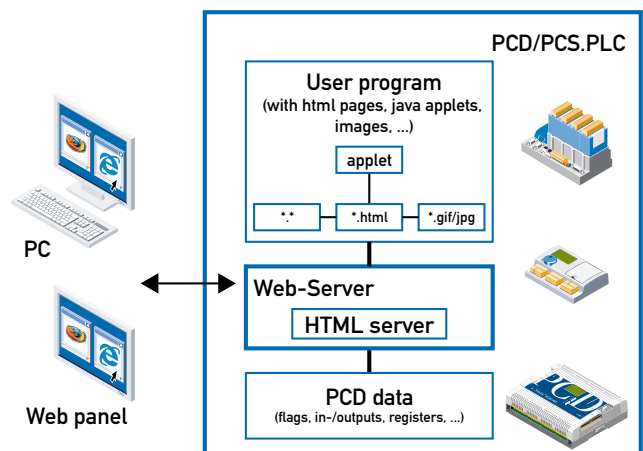 PCD/PCS.PLC
User program
(with html pages, java applets,
images, ...)
applet
*.*
*.html
*.gif/jpg
PC
Web-Server
HTML server
Web panel
PCD data
(flags, in-/outputs, registers, ...)
PCD